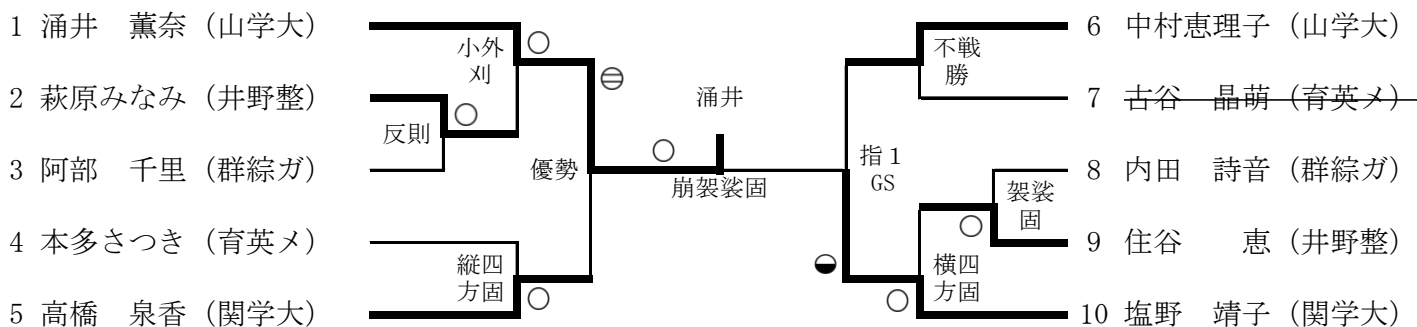 1 涌井　薫奈（山学大）
2 萩原みなみ（井野整）
3 阿部　千里（群綜ガ）
4 本多さつき（育英メ）
5 高橋　泉香（関学大）
小外
刈
反則
縦四
方固
優勢
涌井
崩袈裟固
指１
GS
不戦
勝
袈裟
固
横四
方固
6 中村恵理子（山学大）
7 古谷　晶萌（育英メ）
8 内田　詩音（群綜ガ）
9 住谷　　恵（井野整）
10 塩野　靖子（関学大）